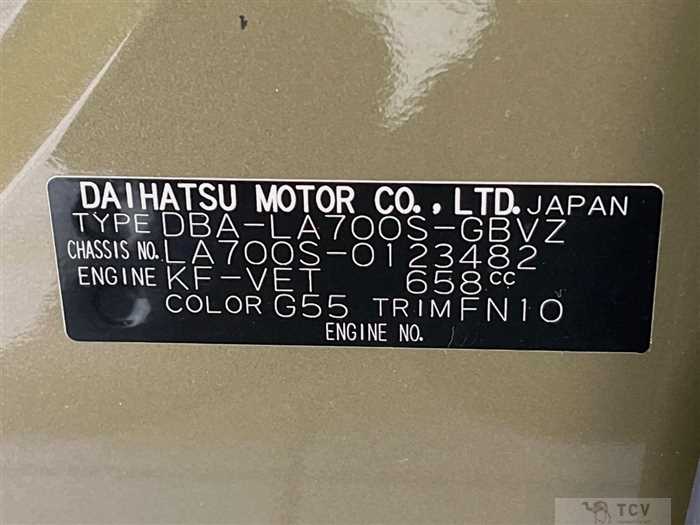 DAIHATSU MOTOR CO., LTD. JAPAN
TYPE DBA-LA700S-GBVZ
CHASSIS NO. LA700S-0123482
ENGINE KF-VET 658cc
COLOR G55 TRIM FN10
ENGINE NO.
TCV